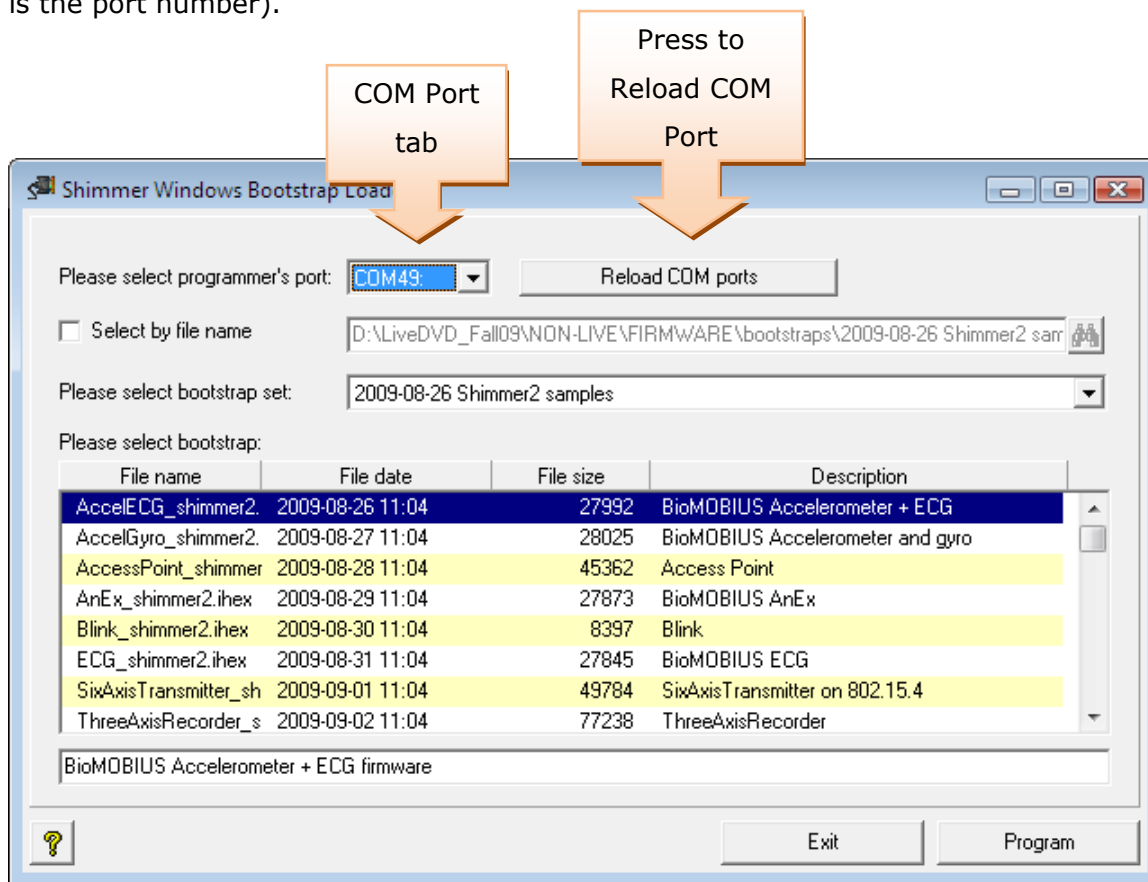 is the port number).
Press to
Reload COM
Port
COM Port
tab
Shimmer Windows Bootstrap Load
Please select programmer's port: COM49: Reload COM ports
Select by file name D:\LiveDVD_Fall09\NON-LIVE\FIRMWARE\bootstraps\2009-08-26 Shimmer2 sam
Please select bootstrap set: 2009-08-26 Shimmer2 samples
Please select bootstrap:
File name File date File size Description
AccelECG_shimmer2. 2009-08-26 11:04 27992 BioMOBIUS Accelerometer + ECG
AccelGyro_shimmer2. 2009-08-27 11:04 28025 BioMOBIUS Accelerometer and gyro
AccessPoint_shimmer 2009-08-28 11:04 45362 Access Point
AnEx_shimmer2.ihex 2009-08-29 11:04 27873 BioMOBIUS AnEx
Blink_shimmer2.ihex 2009-08-30 11:04 8397 Blink
ECG_shimmer2.ihex 2009-08-31 11:04 27845 BioMOBIUS ECG
SixAxisTransmitter_sh 2009-09-01 11:04 49784 SixAxisTransmitter on 802.15.4
ThreeAxisRecorder_s 2009-09-02 11:04 77238 ThreeAxisRecorder
BioMOBIUS Accelerometer + ECG firmware
? Exit Program